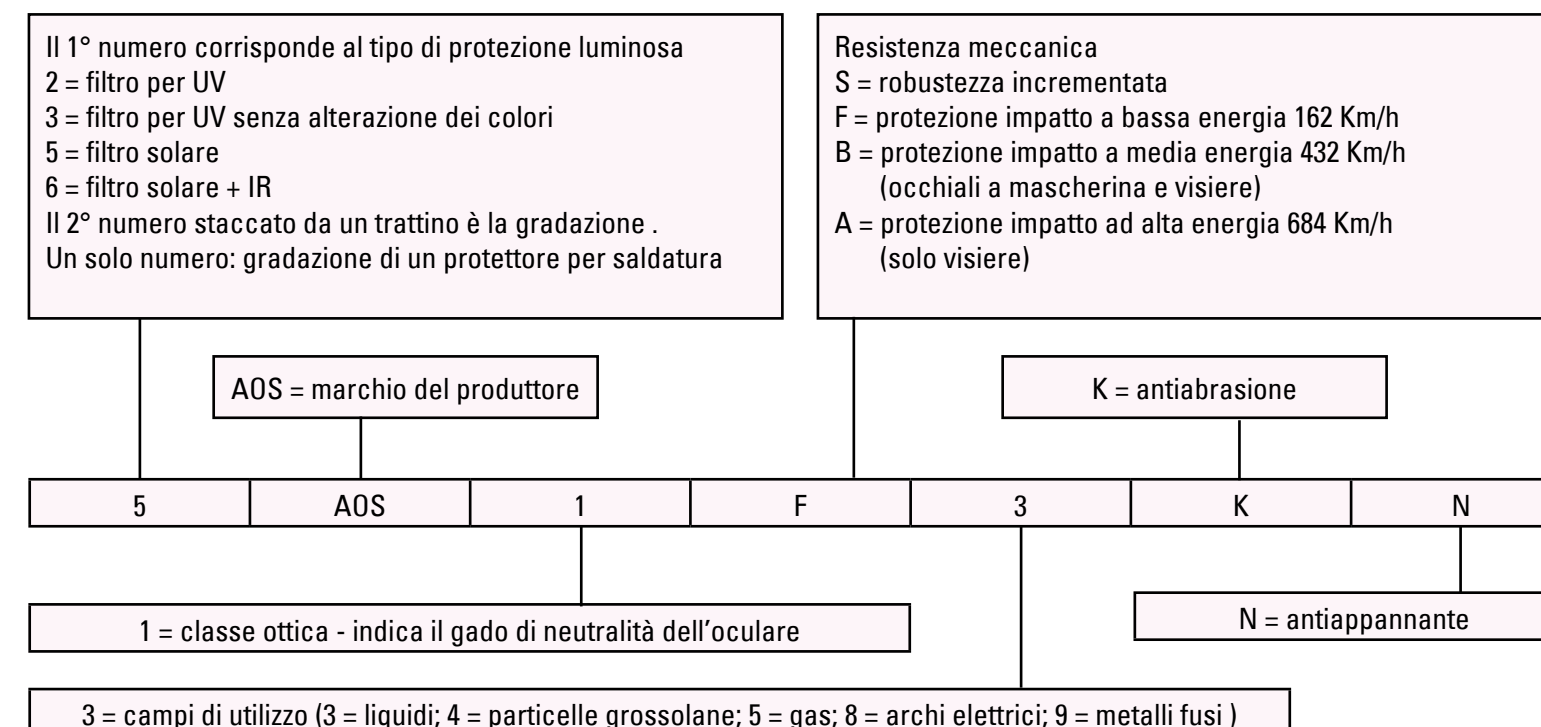 Il 1° numero corrisponde al tipo di protezione luminosa
2 = filtro per UV
3 = filtro per UV senza alterazione dei colori
5 = filtro solare
6 = filtro solare + IR
Il 2° numero staccato da un trattino è la gradazione .
Un solo numero: gradazione di un protettore per saldatura
Resistenza meccanica
S = robustezza incrementata
F = protezione impatto a bassa energia 162 Km/h
B = protezione impatto a media energia 432 Km/h
(occhiali a mascherina e visiere)
A = protezione impatto ad alta energia 684 Km/h
(solo visiere)
AOS = marchio del produttore
K = antiabrasione
5 AOS 1 F 3 K N
1 = classe ottica - indica il gado di neutralità dell'oculare
N = antiappannante
3 = campi di utilizzo (3 = liquidi; 4 = particelle grossolane; 5 = gas; 8 = archi elettrici; 9 = metalli fusi )